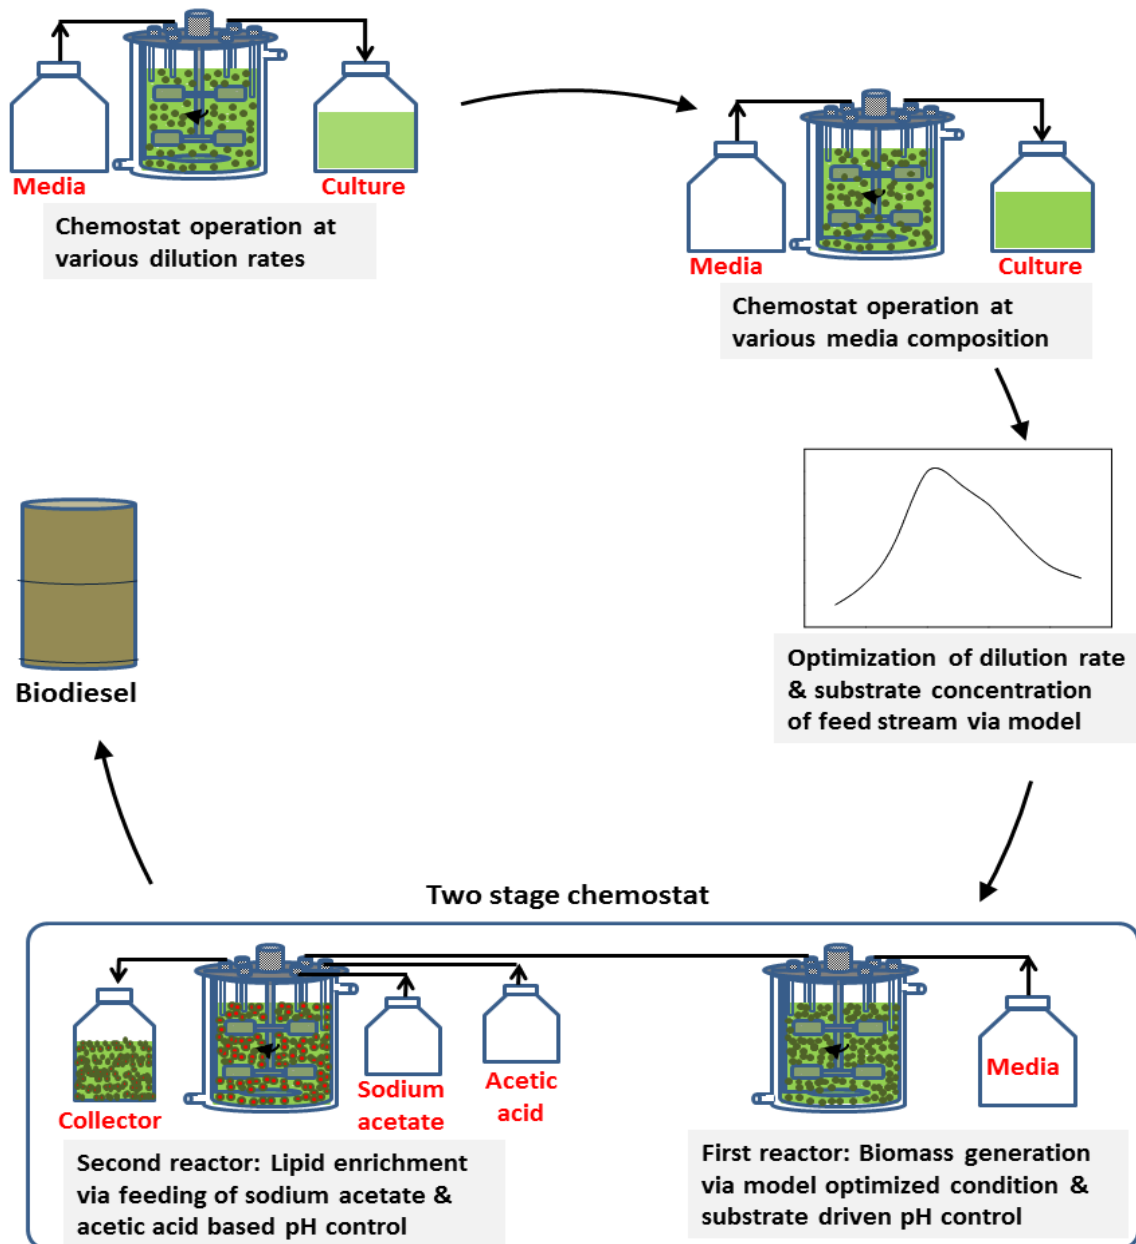 Media
Culture
Chemostat operation at
various dilution rates
Media
Culture
Chemostat operation at
various media composition
Optimization of dilution rate
& substrate concentration
of feed stream via model
Biodiesel
Two stage chemostat
Collector
Sodium
acetate
Acetic
acid
Media
Second reactor: Lipid enrichment
via feeding of sodium acetate &
acetic acid based pH control
First reactor: Biomass generation
via model optimized condition &
substrate driven pH control